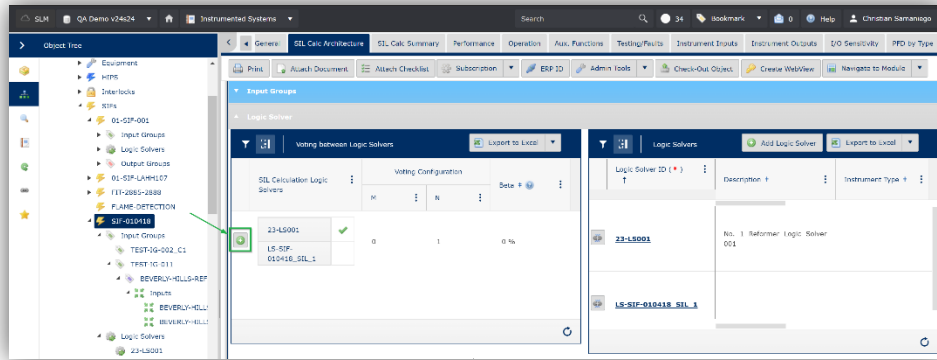 SLM
QA Demo v24s24
Instrumented Systems
Search
34
Bookmark
0
Help
Christian Samaniego
Object Tree
General
SIL Calc Architecture
SIL Calc Summary
Performance
Operation
Aux. Functions
Testing/Faults
Instrument Inputs
Instrument Outputs
I/O Sensitivity
PFD by Type
Print
Attach Document
Attach Checklist
Subscription
ERP ID
Admin Tools
Check-Out Object
Create WebView
Navigate to Module
Equipment
HIPS
Interlocks
SIFs
01-SIF-001
Input Groups
Logic Solvers
Output Groups
01-SIF-LAHH107
FIT-2885-2888
FLAME-DETECTION
SIF-010418
Input Groups
TEST-IG-002_C1
TEST-IG-011
BEVERLY-HILLS-REF
Inputs
BEVERLY-HILL
BEVERLY-HILL
Logic Solvers
23-LS001
Input Groups
Logic Solver
Voting between Logic Solvers
Export to Excel
SIL Calculation Logic
Solvers
Voting Configuration
M
N
Beta
23-LS001
LS-SIF-
010418_SIL_1
0
1
0 %
Logic Solvers
Add Logic Solver
Export to Excel
Logic Solver ID ( * )
Description
Instrument Type
23-LS001
No. 1 Reformer Logic Solver
001
LS-SIF-010418_SIL_1